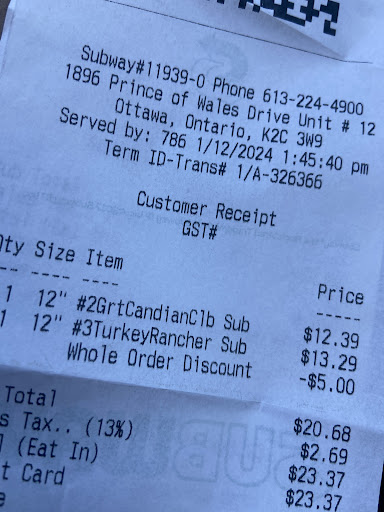 Subway#11939-0 Phone 613-224-4900
1896 Prince of Wales Drive Unit # 12
Ottawa, Ontario, K2C 3W9
Served by: 786 1/12/2024 1:45:40 pm
Term ID-Trans# 1/A-326366
Customer Receipt
GST#
ty Size Item Price
1 12" #2GrtCandianClb Sub $12.39
1 12" #3TurkeyRancher Sub $13.29
Whole Order Discount -$5.00
Total $20.68
s Tax.. (13%) $2.69
l (Eat In) $23.37
t Card $23.37
e